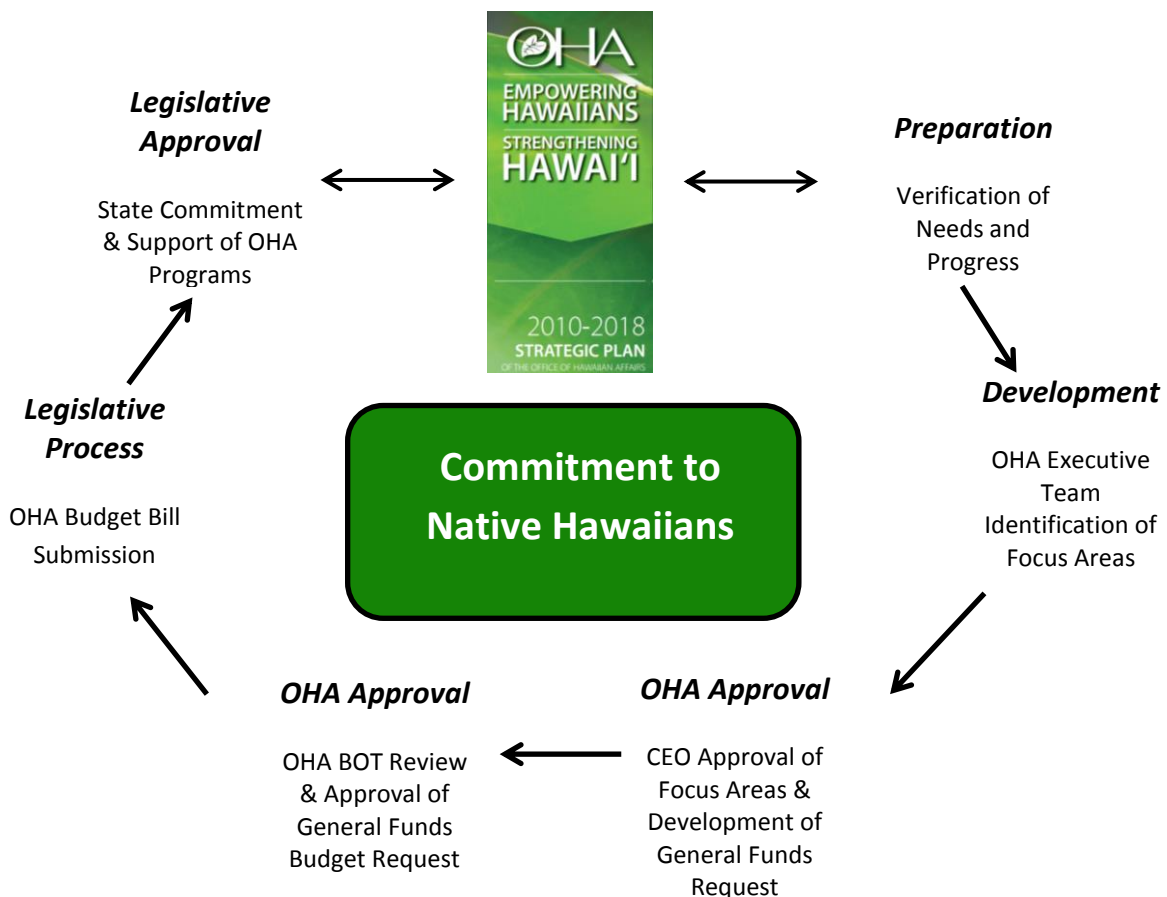 OHA
EMPOWERING
HAWAIIANS
STRENGTHENING
HAWAI‘I
2010-2018
STRATEGIC PLAN
OF THE OFFICE OF HAWAIIAN AFFAIRS
Preparation
Verification of
Needs and
Progress
Development
OHA Executive
Team
Identification of
Focus Areas
OHA Approval
CEO Approval of
Focus Areas &
Development of
General Funds
Request
OHA Approval
OHA BOT Review
& Approval of
General Funds
Budget Request
Legislative
Process
OHA Budget Bill
Submission
Legislative
Approval
State Commitment
& Support of OHA
Programs
Commitment to
Native Hawaiians